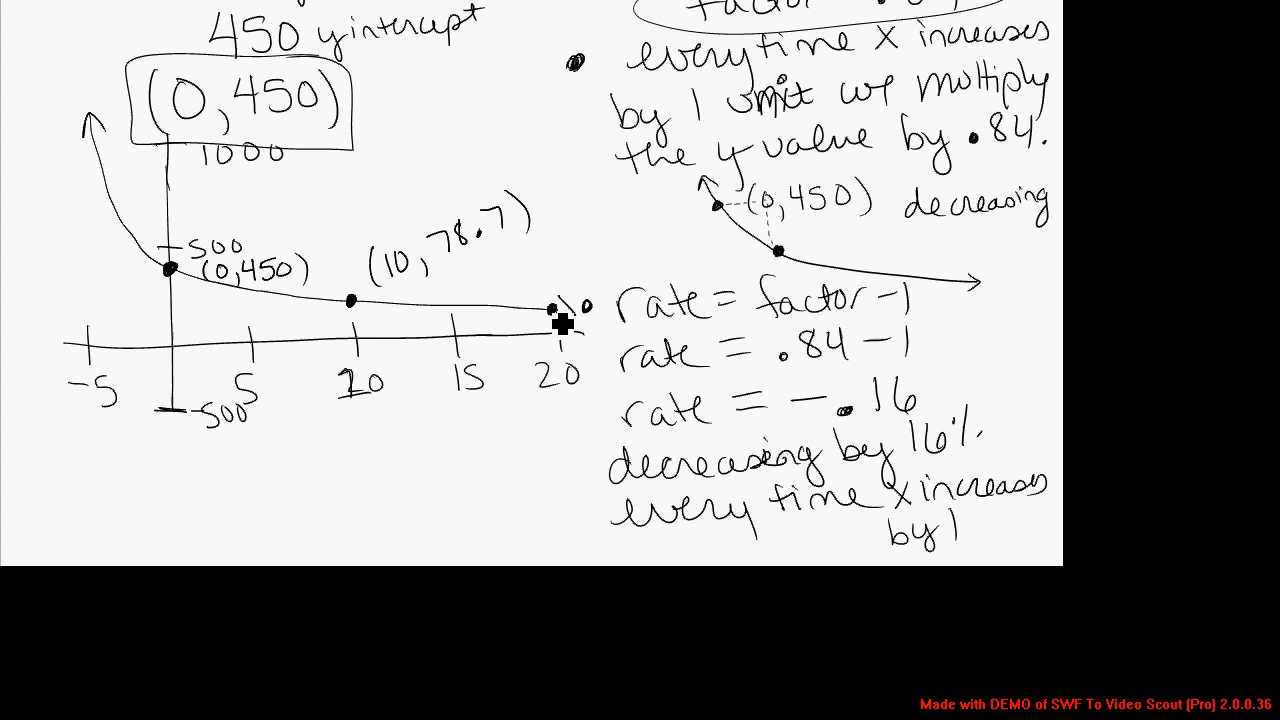 450 y intercept
(0,450)
1000
500
(0,450)
(10, 78.7)
-5 5 10 15 20
-500
factor
everytime x increases
by 1 unit we multiply
the y value by .84.
(0,450) decreasing
rate = factor -1
rate = .84 -1
rate = - .16
decreasing by 16%
every time x increases
by 1
Made with DEMO of SWF To Video Scout (Pro) 2.0.0.36